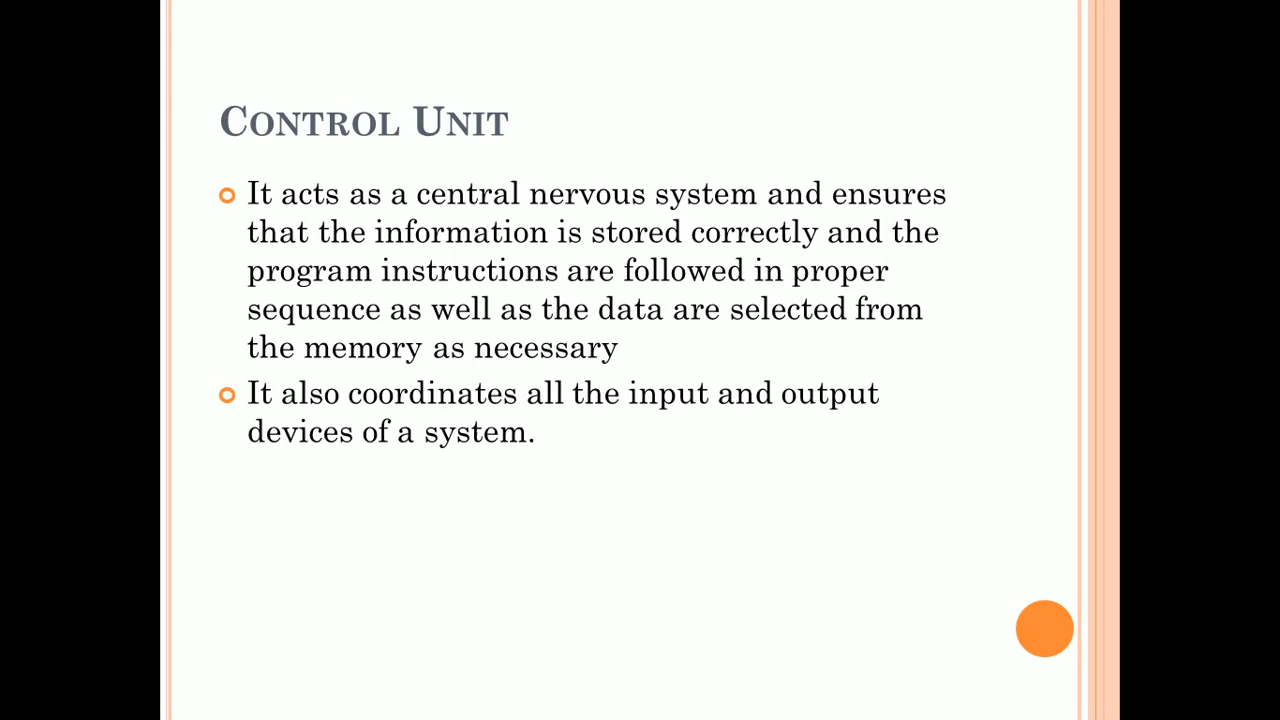 Control Unit
It acts as a central nervous system and ensures
that the information is stored correctly and the
program instructions are followed in proper
sequence as well as the data are selected from
the memory as necessary
It also coordinates all the input and output
devices of a system.